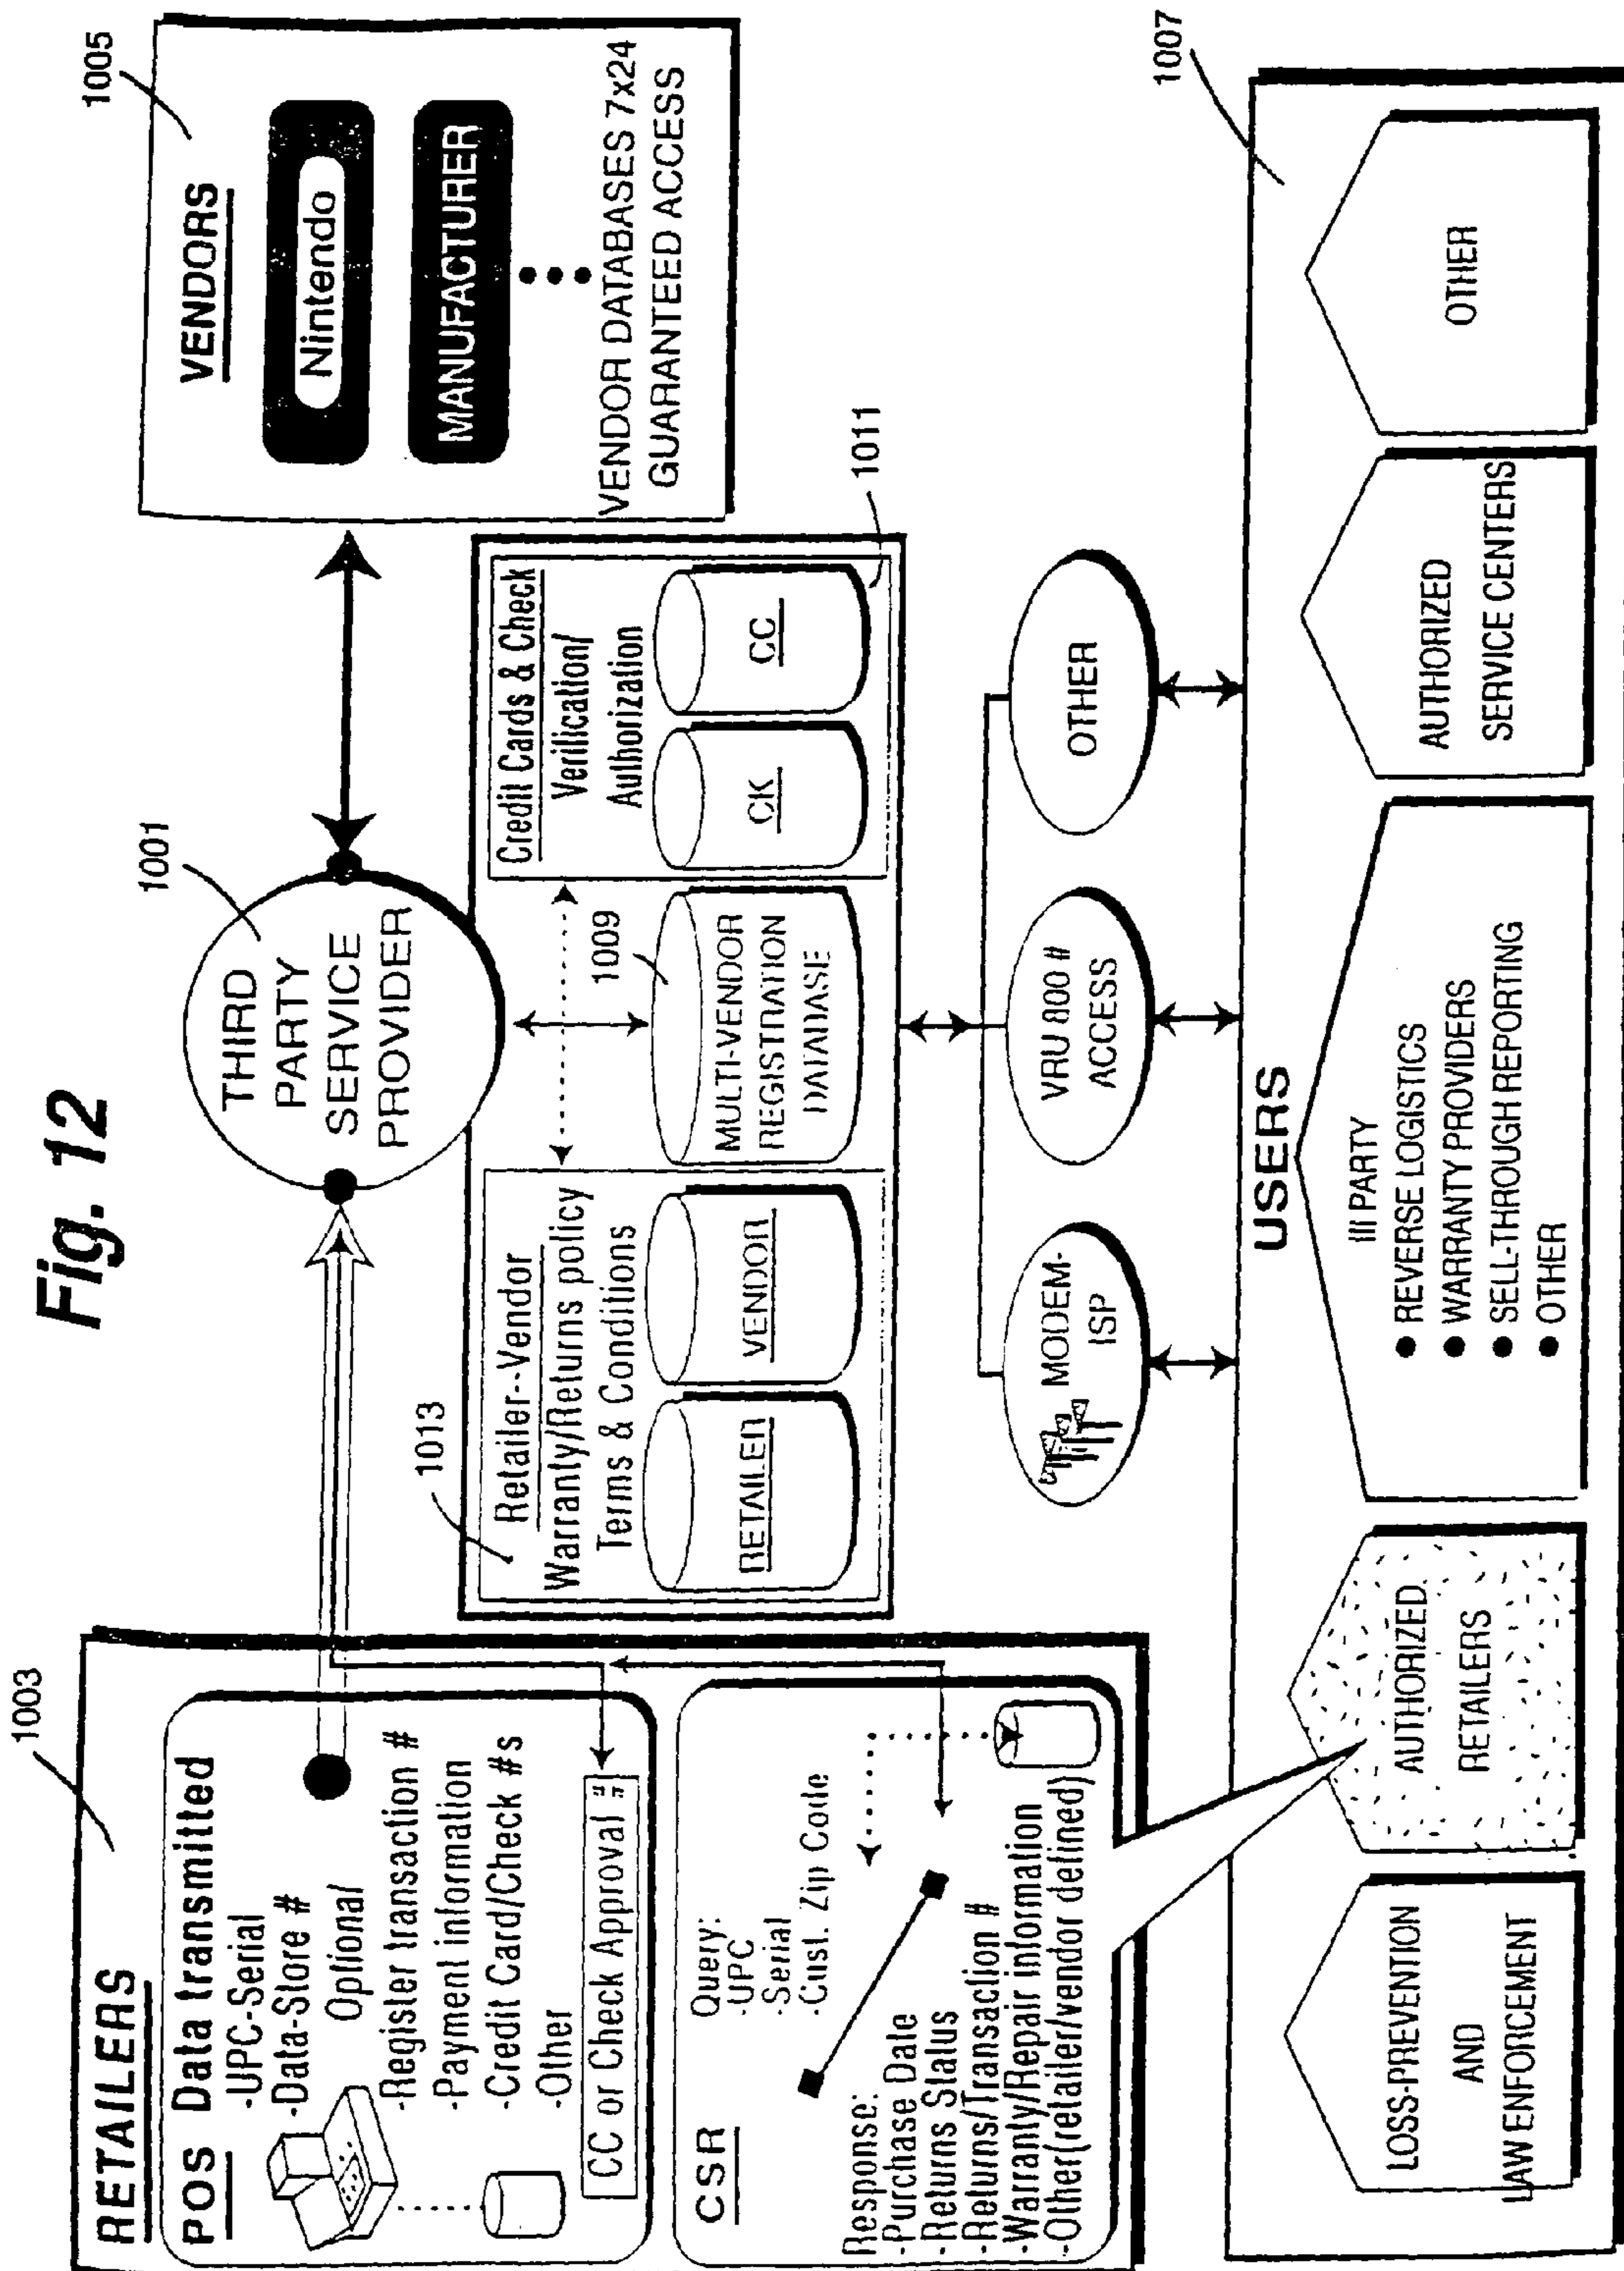 Fig. 12
1003
RETAILERS
POS Data transmitted
-UPC-Serial
-Data-Store #
Optional
-Register transaction #
-Payment information
-Credit Card/Check #s
-Other
CC or Check Approval #
CSR
Query:
-UPC
-Serial
-Cust. Zip Code
Response:
-Purchase Date
-Returns Status
-Returns/Transaction #
-Warranty/Repair information
-Other(retailer/vendor defined)
1001
THIRD
PARTY
SERVICE
PROVIDER
1005
VENDORS
Nintendo
MANUFACTURER
VENDOR DATABASES 7x24
GUARANTEED ACCESS
1013
Retailer--Vendor
Warranty/Returns policy
Terms & Conditions
RETAILER
VENDOR
1009
MULTI-VENDOR
REGISTRATION
DATABASE
Credit Cards & Check
Verification/
Authorization
CK
CC
1011
MODEM-
ISP
VRU 800 #
ACCESS
OTHER
1007
USERS
LOSS-PREVENTION
AND
LAW ENFORCEMENT
AUTHORIZED
RETAILERS
III PARTY
● REVERSE LOGISTICS
● WARRANTY PROVIDERS
● SELL-THROUGH REPORTING
● OTHER
AUTHORIZED
SERVICE CENTERS
OTHER